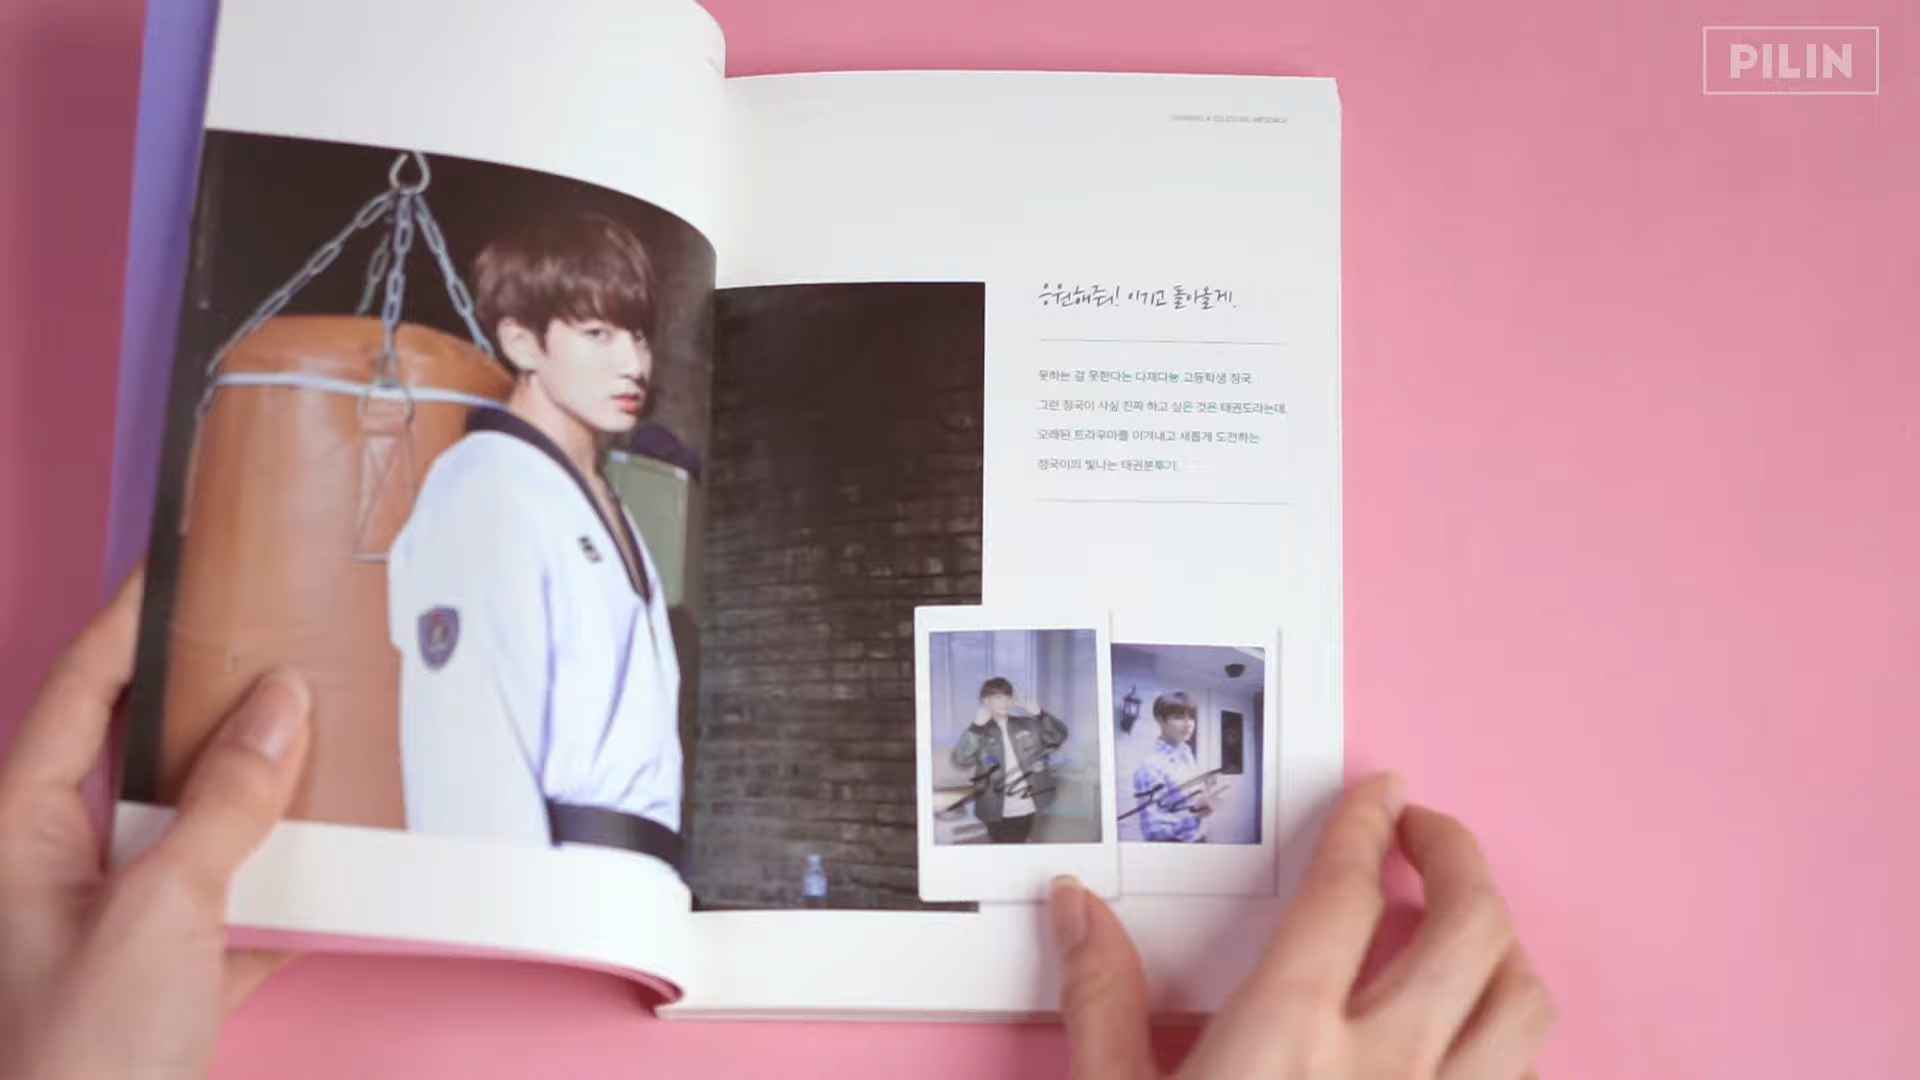 PILIN
응원해줘! 이기고 돌아올게.
못하는 걸 못한다는 다재다능 고등학생 정국.
그런 정국이 사실 진짜 하고 싶은 것은 태권도라는데.
오래된 트라우마를 이겨내고 새롭게 도전하는
정국이의 빛나는 태권분투기.